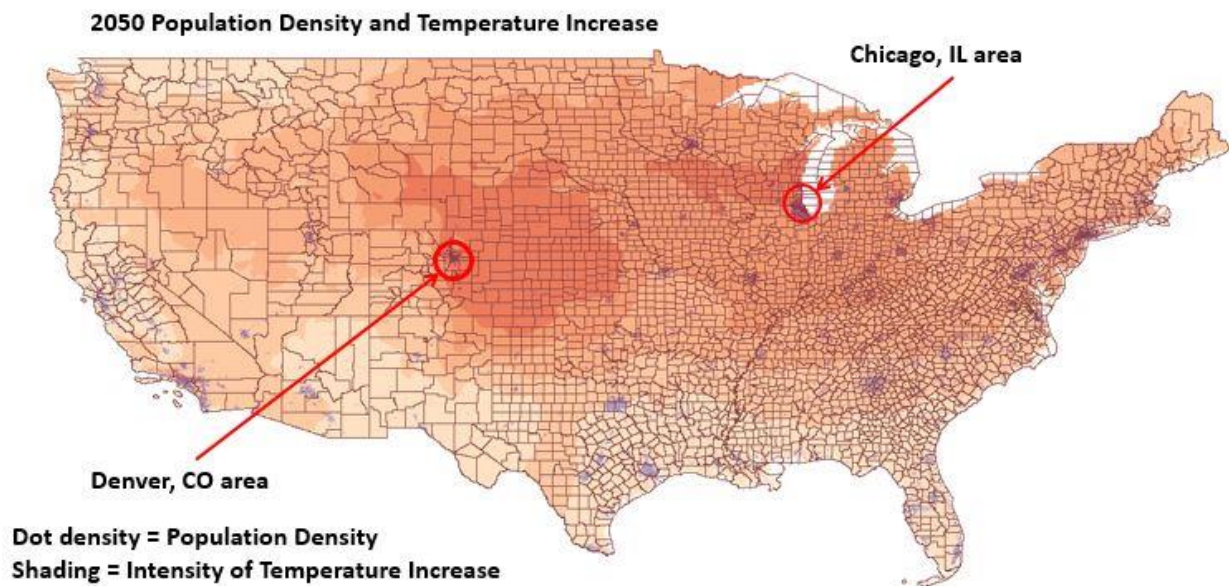 2050 Population Density and Temperature Increase
Chicago, IL area
Denver, CO area
Dot density = Population Density
Shading = Intensity of Temperature Increase